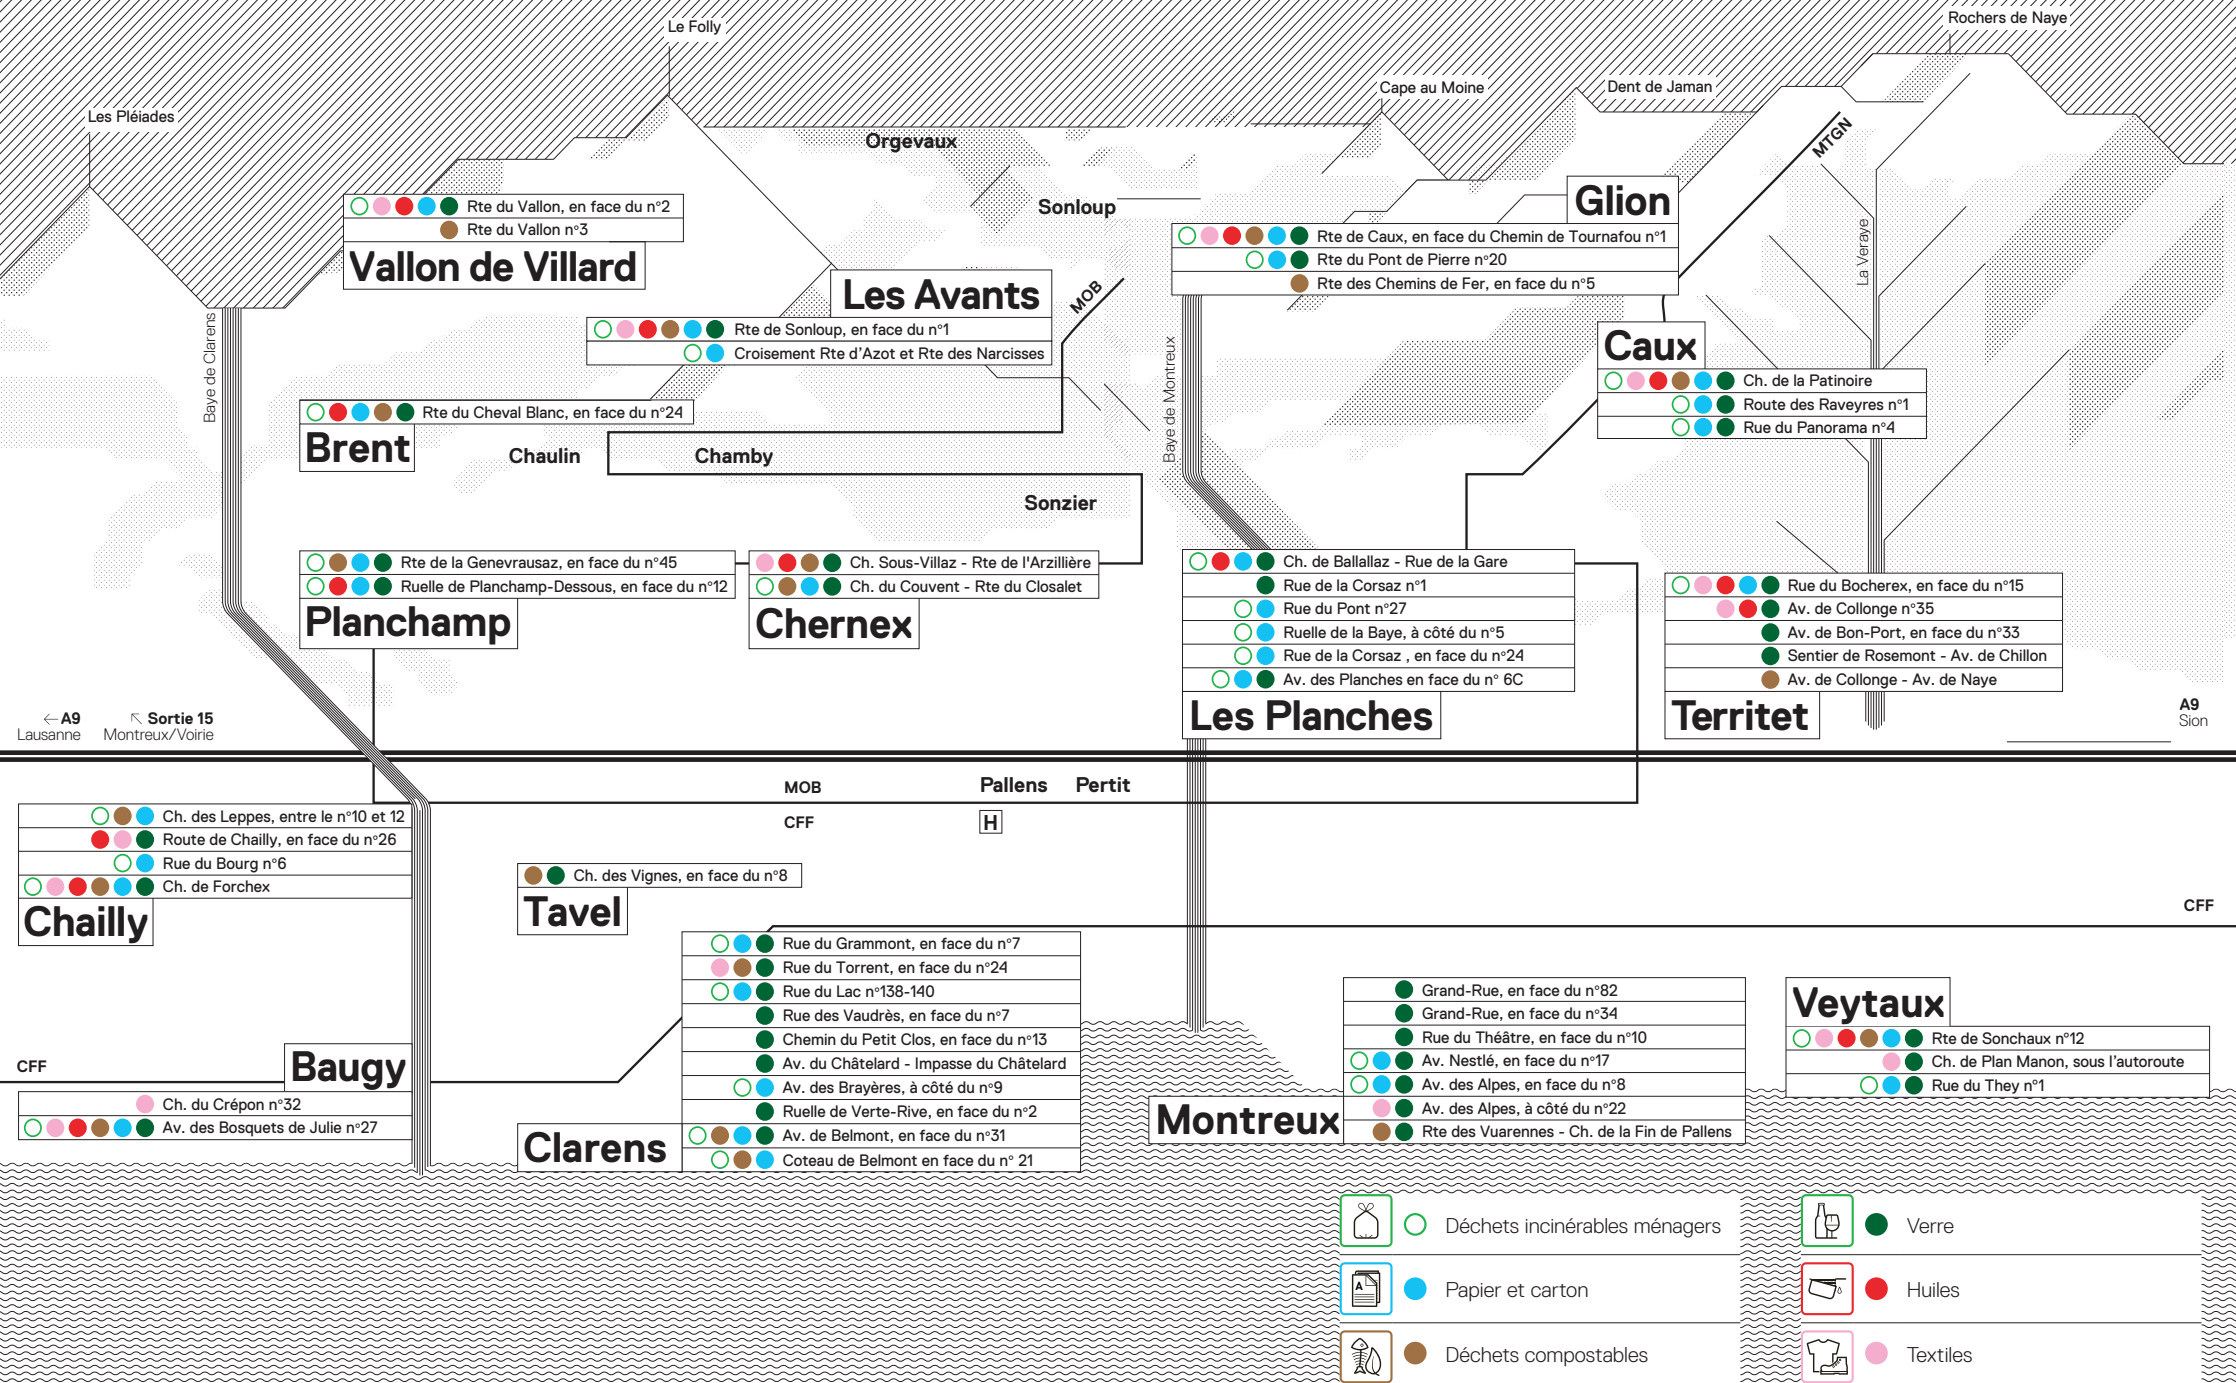 Le Folly
Rochers de Naye
Les Pléiades
Cape au Moine
Dent de Jaman
Orgevaux
MTGN
Rte du Vallon, en face du n°2
Rte du Vallon n°3
Vallon de Villard
Sonloup
Glion
Rte de Caux, en face du Chemin de Tournafou n°1
Rte du Pont de Pierre n°20
Rte des Chemins de Fer, en face du n°5
La Veraye
Les Avants
Rte de Sonloup, en face du n°1
Croisement Rte d'Azot et Rte des Narcisses
MOB
Baye de Clarens
Baye de Montreux
Caux
Ch. de la Patinoire
Route des Raveyres n°1
Rue du Panorama n°4
Rte du Cheval Blanc, en face du n°24
Brent
Chaulin
Chamby
Sonzier
Rte de la Genevrausaz, en face du n°45
Ruelle de Planchamp-Dessous, en face du n°12
Planchamp
Ch. Sous-Villaz - Rte de l'Arzillière
Ch. du Couvent - Rte du Closalet
Chernex
Ch. de Ballallaz - Rue de la Gare
Rue de la Corsaz n°1
Rue du Pont n°27
Ruelle de la Baye, à côté du n°5
Rue de la Corsaz , en face du n°24
Av. des Planches en face du n° 6C
Les Planches
Rue du Bocherex, en face du n°15
Av. de Collonge n°35
Av. de Bon-Port, en face du n°33
Sentier de Rosemont - Av. de Chillon
Av. de Collonge - Av. de Naye
Territet
←A9
Lausanne
↖ Sortie 15
Montreux/Voirie
A9
Sion
MOB
Pallens
Pertit
CFF
H
Ch. des Leppes, entre le n°10 et 12
Route de Chailly, en face du n°26
Rue du Bourg n°6
Ch. de Forchex
Chailly
Ch. des Vignes, en face du n°8
Tavel
CFF
Rue du Grammont, en face du n°7
Rue du Torrent, en face du n°24
Rue du Lac n°138-140
Rue des Vaudrès, en face du n°7
Chemin du Petit Clos, en face du n°13
Av. du Châtelard - Impasse du Châtelard
Av. des Brayères, à côté du n°9
Ruelle de Verte-Rive, en face du n°2
Av. de Belmont, en face du n°31
Coteau de Belmont en face du n° 21
Clarens
CFF
Baugy
Ch. du Crépon n°32
Av. des Bosquets de Julie n°27
Grand-Rue, en face du n°82
Grand-Rue, en face du n°34
Rue du Théâtre, en face du n°10
Av. Nestlé, en face du n°17
Av. des Alpes, en face du n°8
Av. des Alpes, à côté du n°22
Rte des Vuarennes - Ch. de la Fin de Pallens
Montreux
Veytaux
Rte de Sonchaux n°12
Ch. de Plan Manon, sous l'autoroute
Rue du They n°1
Déchets incinérables ménagers
Verre
A
Papier et carton
Huiles
Déchets compostables
Textiles